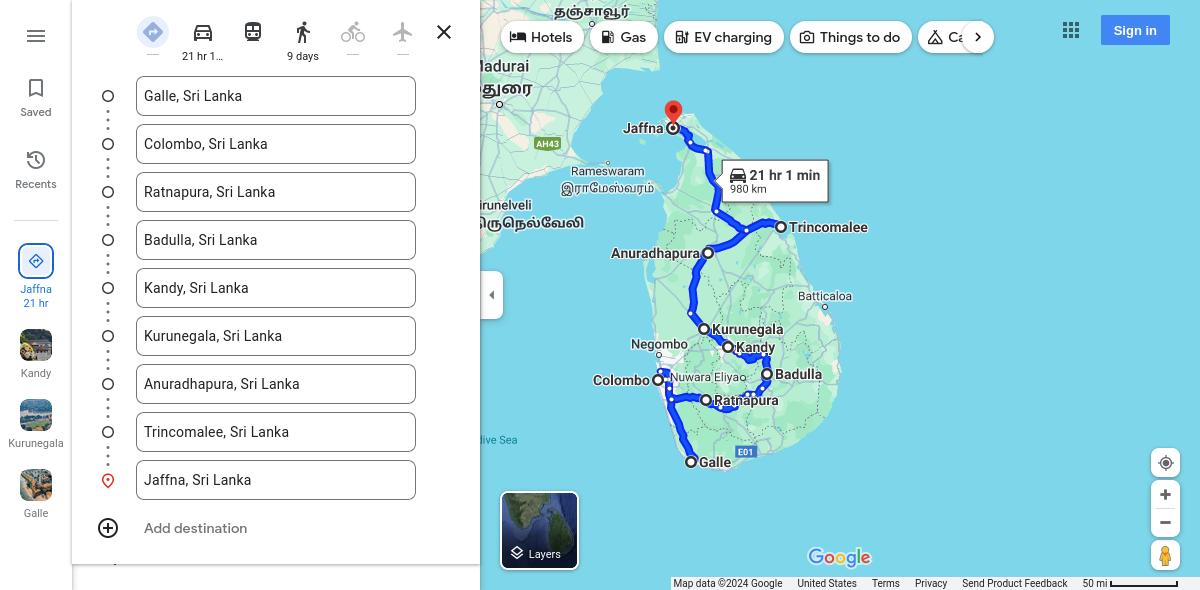 —
21 hr 1...
9 days
—
—
Saved
Recents
Jaffna
21 hr
Kandy
Kurunegala
Galle
Galle, Sri Lanka
Colombo, Sri Lanka
Ratnapura, Sri Lanka
Badulla, Sri Lanka
Kandy, Sri Lanka
Kurunegala, Sri Lanka
Anuradhapura, Sri Lanka
Trincomalee, Sri Lanka
Jaffna, Sri Lanka
Add destination
Hotels
Gas
EV charging
Things to do
Ca
Sign in
தஞ்சாவூர்
Madurai
துரை
Jaffna
AH43
Rameswaram
இராமேஸ்வரம்
21 hr 1 min
980 km
irunelveli
ருநெல்வேலி
Trincomalee
Anuradhapura
Batticaloa
Kurunegala
Negombo
Kandy
Colombo
Nuwara Eliya
Badulla
Ratnapura
dive Sea
E01
Galle
Layers
Google
Map data ©2024 Google
United States
Terms
Privacy
Send Product Feedback
50 mi